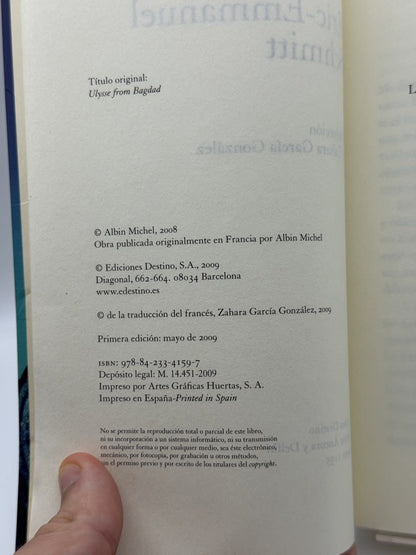 Título original:
Ulysse from Bagdad
© Albin Michel, 2008
Obra publicada originalmente en Francia por Albin Michel
© Ediciones Destino, S.A., 2009
Diagonal, 662-664. 08034 Barcelona
www.edestino.es
© de la traducción del francés, Zahara García González, 2009
Primera edición: mayo de 2009
ISBN: 978-84-233-4159-7
Depósito legal: M. 14.451-2009
Impreso por Artes Gráficas Huertas, S. A.
Impreso en España-Printed in Spain
No se permite la reproducción total o parcial de este libro,
ni su incorporación a un sistema informático, ni su transmisión
en cualquier forma o por cualquier medio, sea éste electrónico,
mecánico, por fotocopia, por grabación u otros métodos,
sin el permiso previo y por escrito de los titulares del copyright.
L